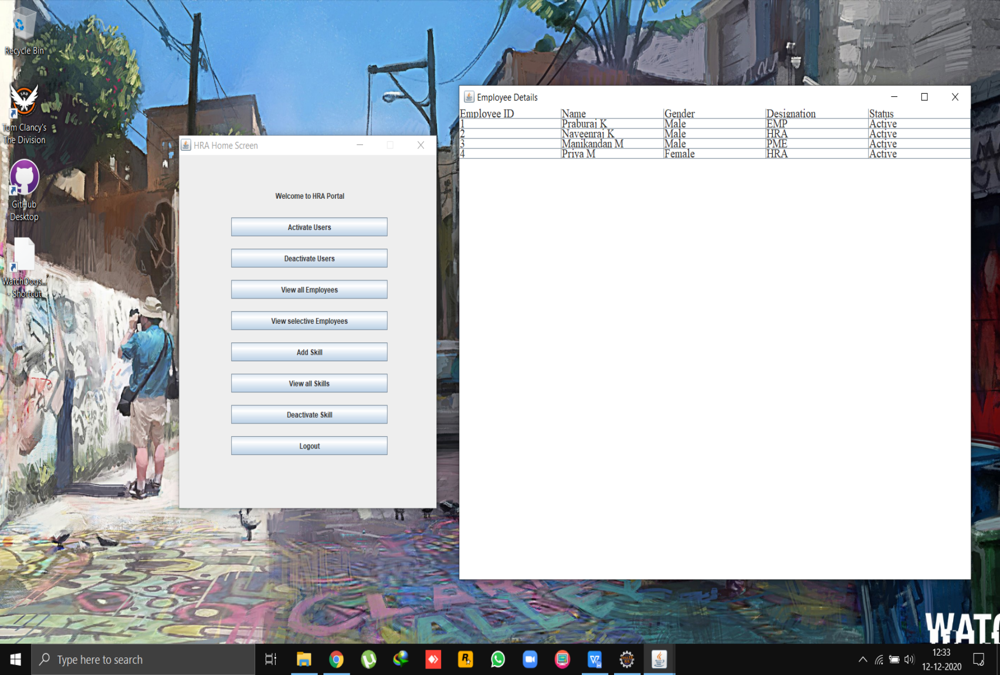 Recycle Bin
Tom Clancy's
The Division
GitHub
Desktop
WatchDogs...
- Shortcut
HRA Home Screen
Welcome to HRA Portal
Activate Users
Deactivate Users
View all Employees
View selective Employees
Add Skill
View all Skills
Deactivate Skill
Logout
Employee Details
Employee ID Name Gender Designation Status
1 Praburaj K Male EMP Active
2 Naveenraj K Male HRA Active
3 Manikandan M Male PME Active
4 Priya M Female HRA Active
CLA
ALLEY
WATC
Type here to search
12:33
12-12-2020